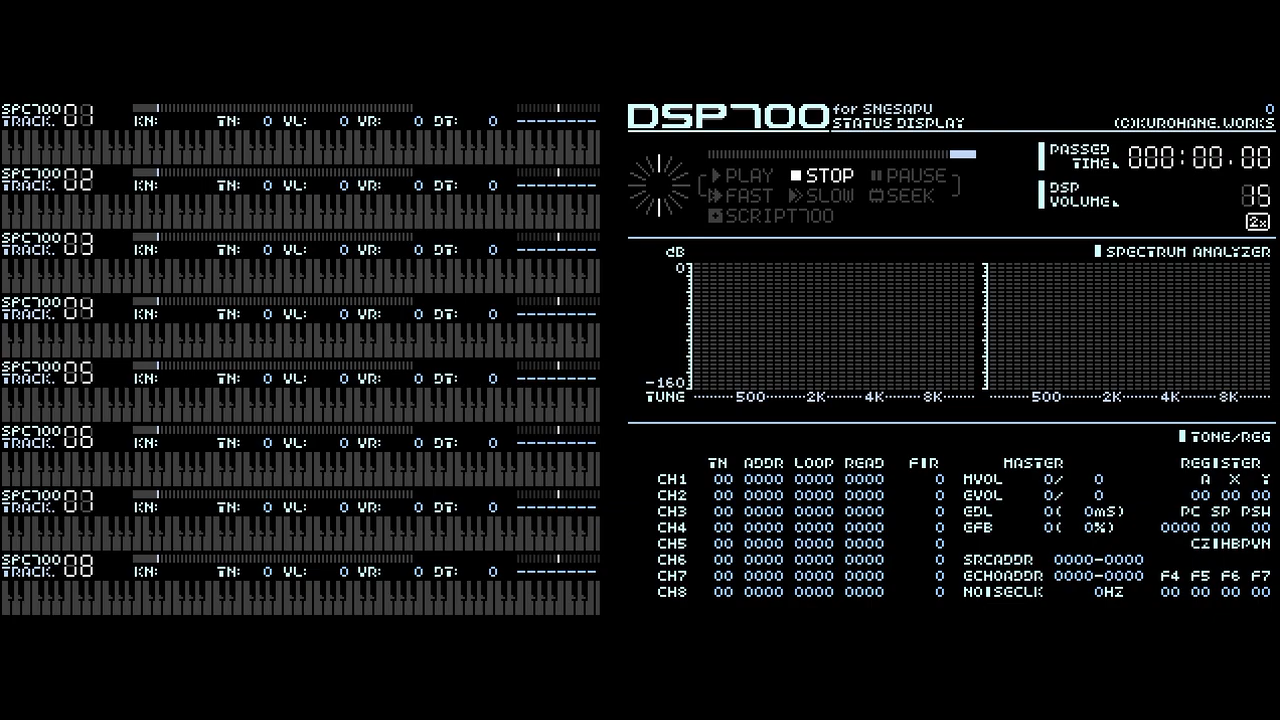 SPC700 01
TRACK. KN: TN: 0 VL: 0 VR: 0 DT: 0 --------
SPC700 02
TRACK. KN: TN: 0 VL: 0 VR: 0 DT: 0 --------
SPC700 03
TRACK. KN: TN: 0 VL: 0 VR: 0 DT: 0 --------
SPC700 04
TRACK. KN: TN: 0 VL: 0 VR: 0 DT: 0 --------
SPC700 05
TRACK. KN: TN: 0 VL: 0 VR: 0 DT: 0 --------
SPC700 06
TRACK. KN: TN: 0 VL: 0 VR: 0 DT: 0 --------
SPC700 07
TRACK. KN: TN: 0 VL: 0 VR: 0 DT: 0 --------
SPC700 08
TRACK. KN: TN: 0 VL: 0 VR: 0 DT: 0 --------
DSP700 for SNESAPU 0
STATUS DISPLAY (C)KUROHANE.WORKS
PASSED TIME 000:00.00
PLAY STOP PAUSE
FAST SLOW SEEK
SCRIPT700
DSP VOLUME 15
2x
dB SPECTRUM ANALYZER
0
-160
TUNE 500 2K 4K 8K 500 2K 4K 8K
TONE/REG
TN ADDR LOOP READ FIR MASTER REGISTER
CH1 00 0000 0000 0000 0 MVOL 0/ 0 A X Y
CH2 00 0000 0000 0000 0 EVOL 0/ 0 00 00 00
CH3 00 0000 0000 0000 0 EDL 0( 0mS) PC SP PSW
CH4 00 0000 0000 0000 0 EFB 0( 0%) 0000 00 00
CH5 00 0000 0000 0000 0 CZIHBPVN
CH6 00 0000 0000 0000 0 SRCADDR 0000-0000
CH7 00 0000 0000 0000 0 ECHOADDR 0000-0000 F4 F5 F6 F7
CH8 00 0000 0000 0000 0 NOISECLK 0HZ 00 00 00 00